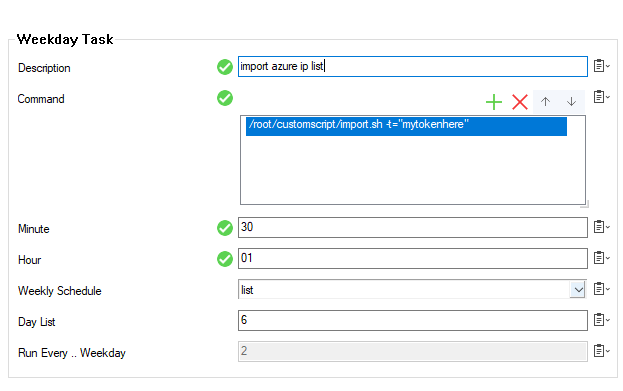 Weekday Task
Description import azure ip list
Command
/root/customscript/import.sh -t="mytokenhere"
Minute 30
Hour 01
Weekly Schedule list
Day List 6
Run Every .. Weekday 2